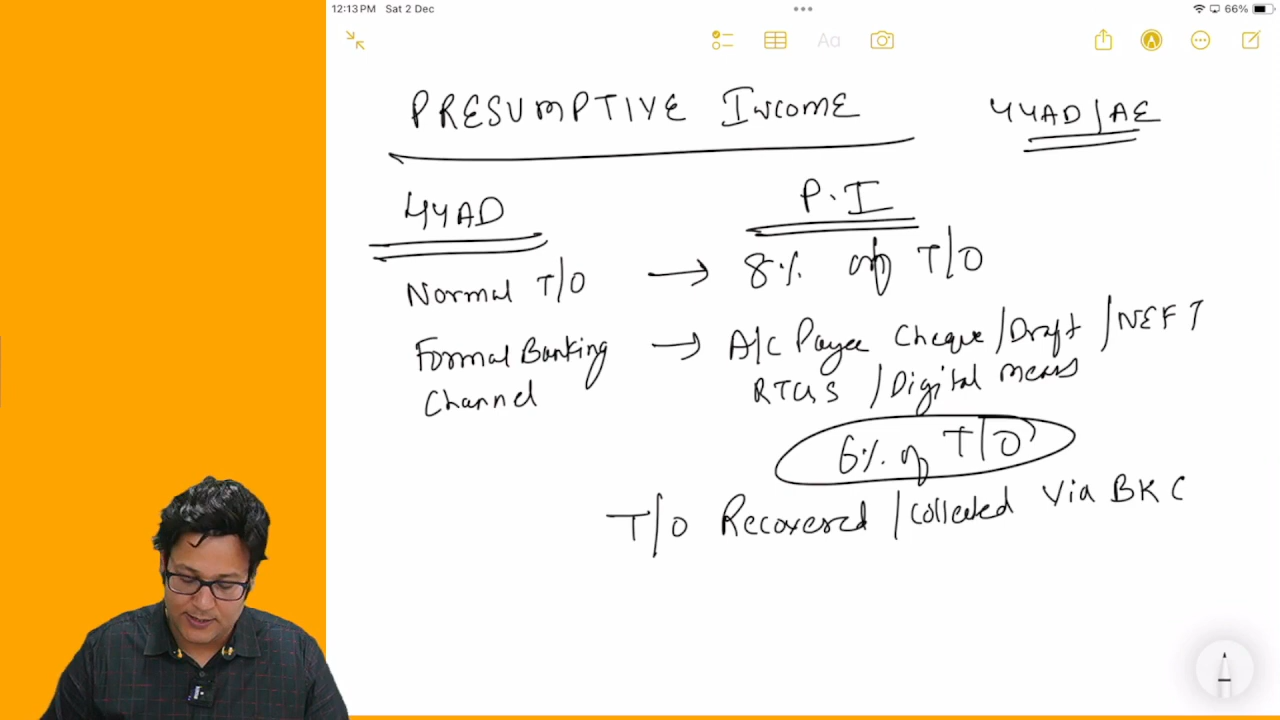 12:13 PM Sat 2 Dec
66%
Aa
PRESUMPTIVE Income 44AD/AE
44AD P.I
Normal T/O → 8% of T/O
Formal Banking Channel → A/C Payee Cheque/Draft/NEFT
RTGS /Digital means
6% of T/O
T/O Recovered/Collected Via BKC